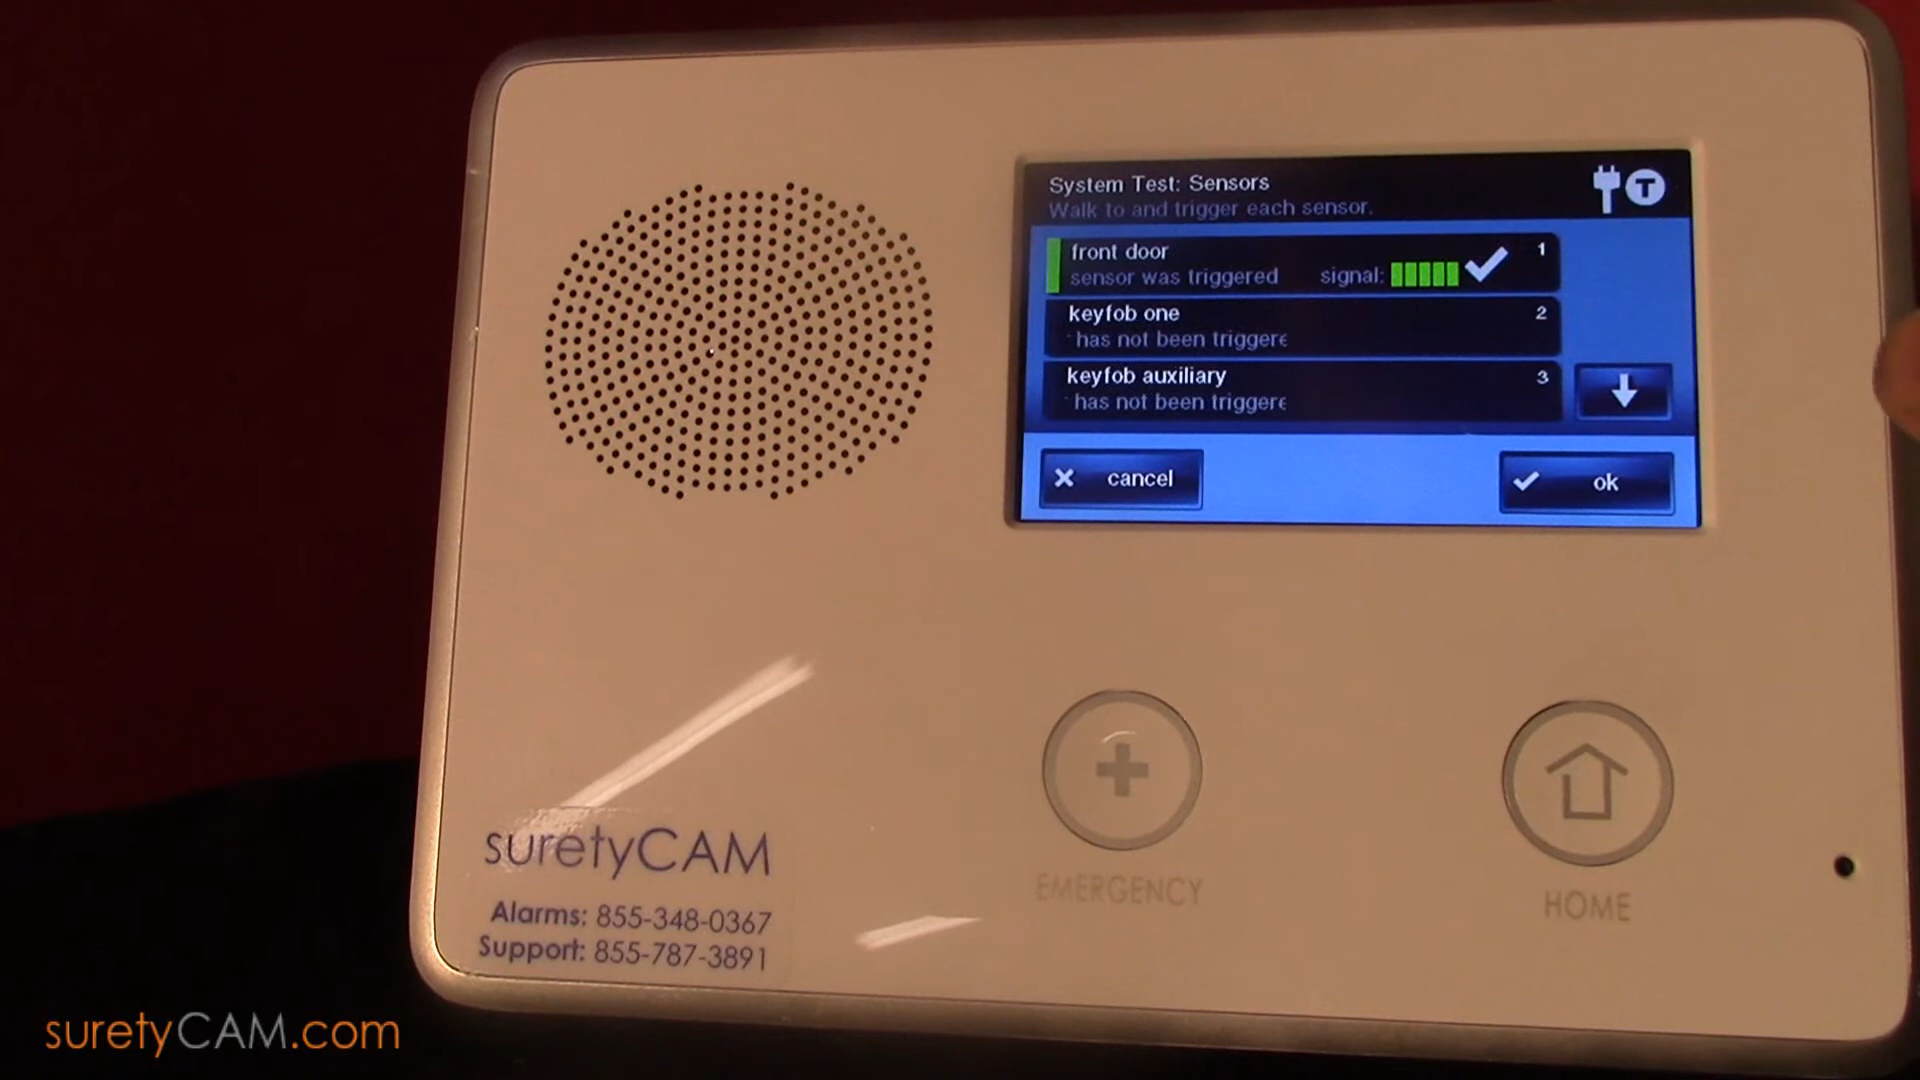 System Test: Sensors
Walk to and trigger each sensor.
T
front door
1
sensor was triggered signal:
keyfob one
2
has not been triggere
keyfob auxiliary
3
has not been triggere
cancel
ok
EMERGENCY
HOME
suretyCAM
Alarms: 855-348-0367
Support: 855-787-3891
suretyCAM.com